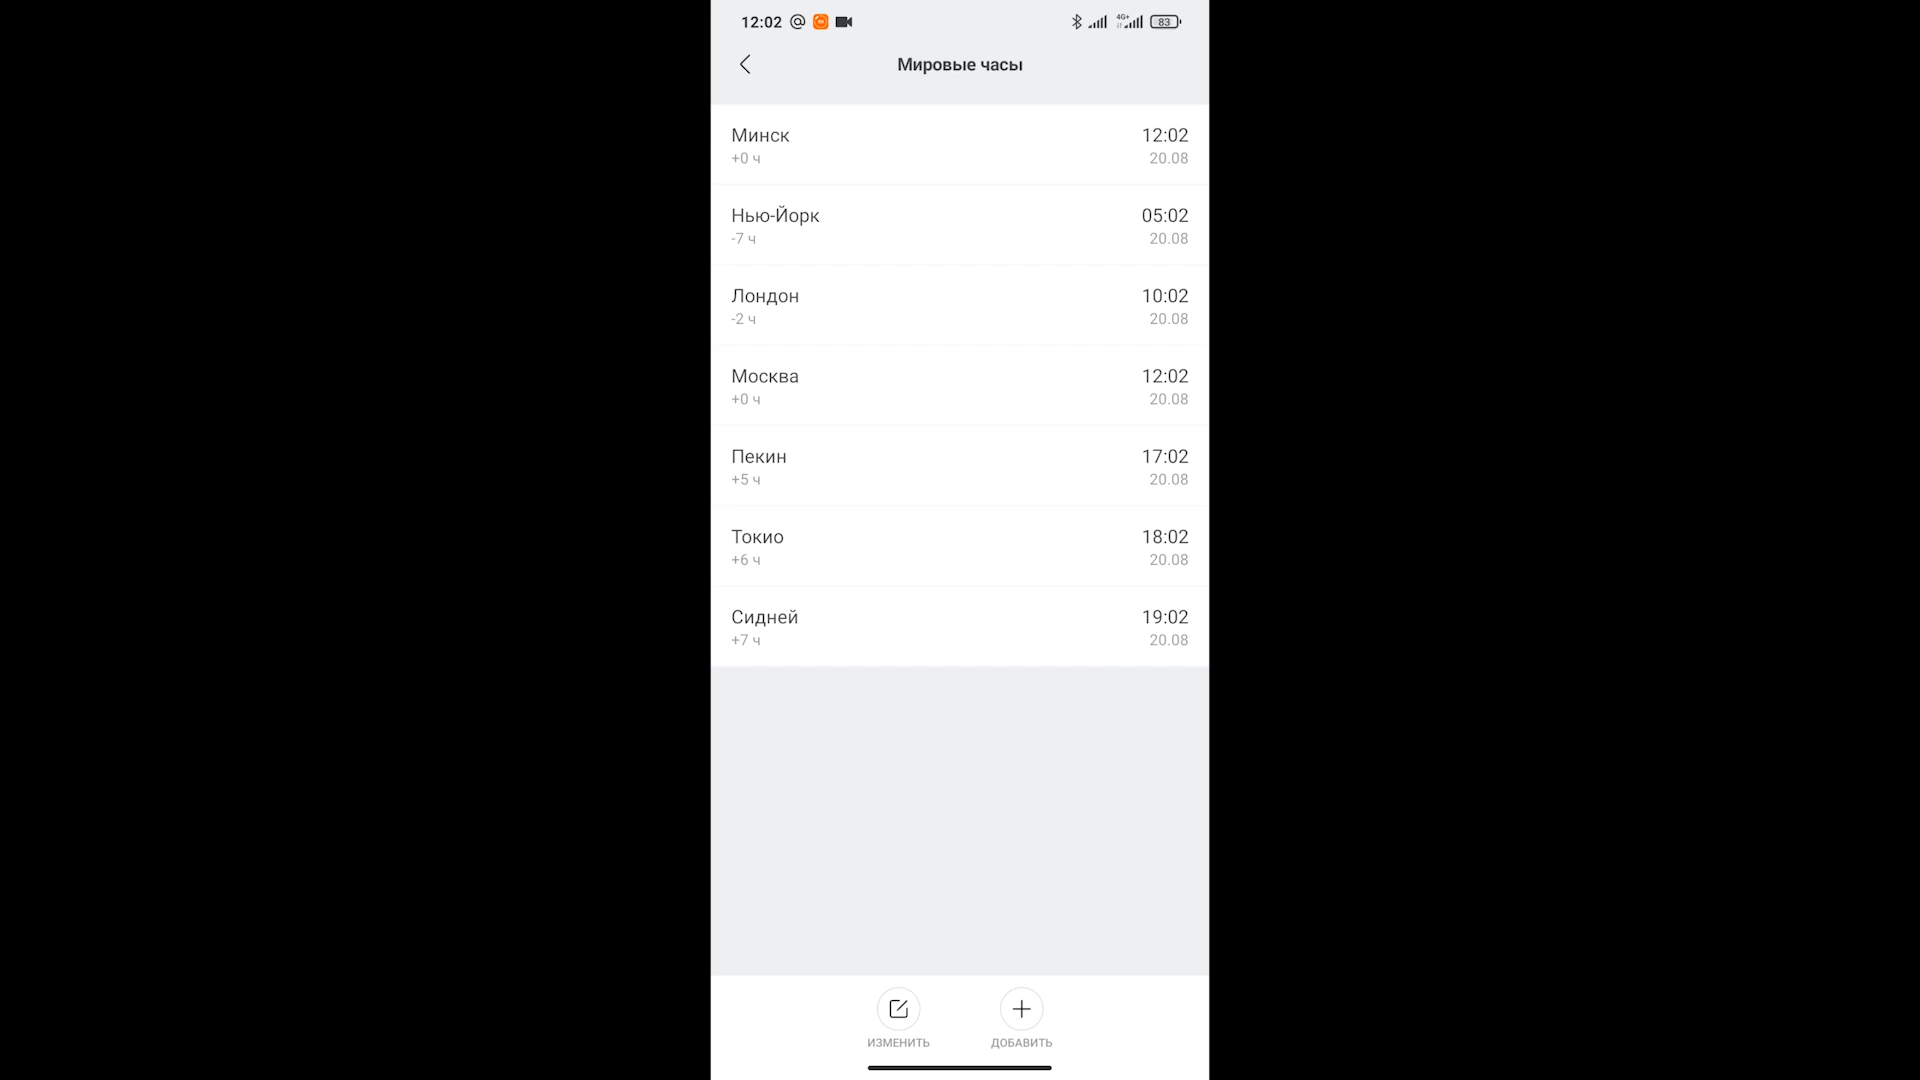 12:02 @ 4G+ 83
Мировые часы
Минск 12:02
+0 ч 20.08
Нью-Йорк 05:02
-7 ч 20.08
Лондон 10:02
-2 ч 20.08
Москва 12:02
+0 ч 20.08
Пекин 17:02
+5 ч 20.08
Токио 18:02
+6 ч 20.08
Сидней 19:02
+7 ч 20.08
ИЗМЕНИТЬ ДОБАВИТЬ